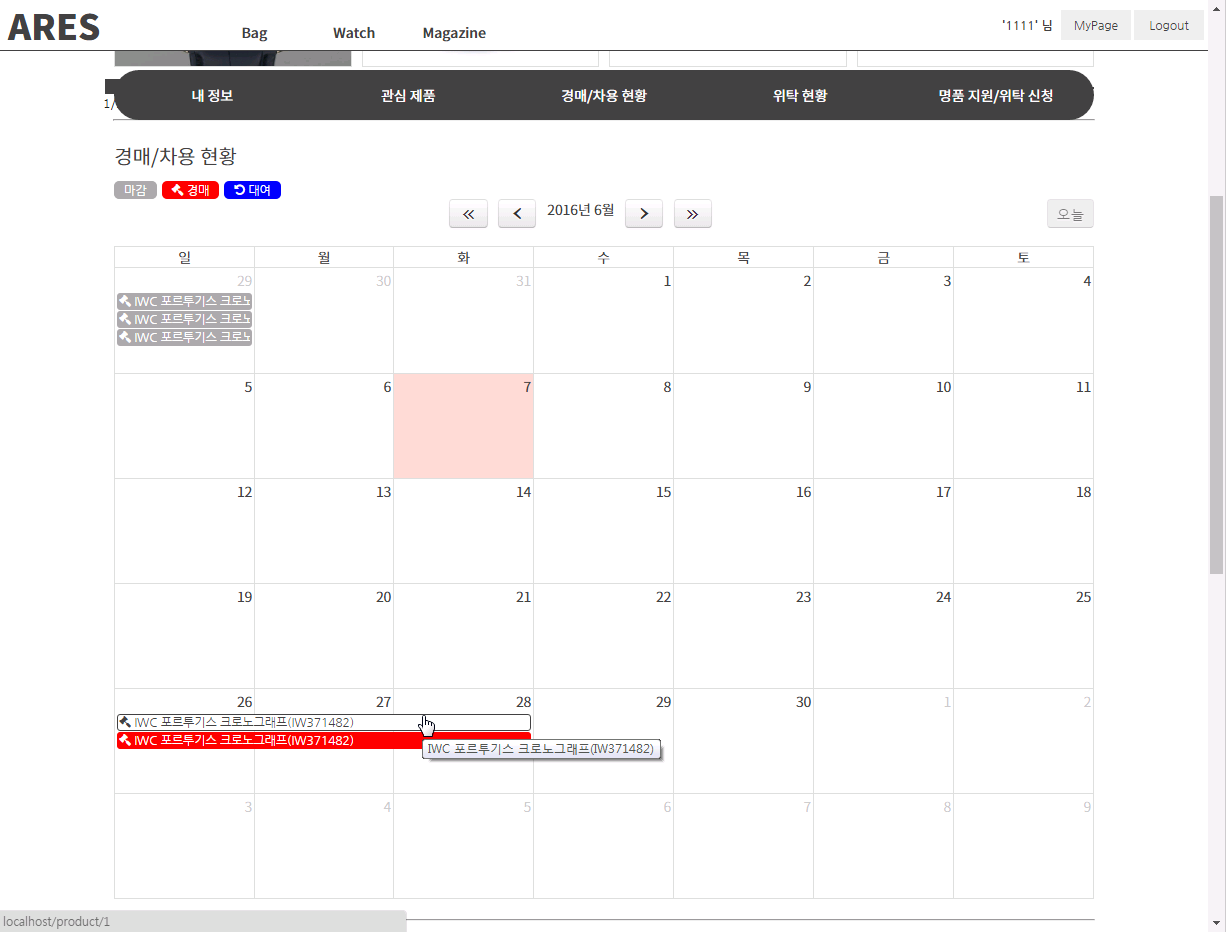 ARES
Bag Watch Magazine
'1111' 님 MyPage Logout
내 정보 관심 제품 경매/차용 현황 위탁 현황 명품 지원/위탁 신청
1/
경매/차용 현황
마감 경매 대여
« < 2016년 6월 > » 오늘
일 월 화 수 목 금 토
29 30 31 1 2 3 4
IWC 포르투기스 크로노
IWC 포르투기스 크로노
IWC 포르투기스 크로노
5 6 7 8 9 10 11
12 13 14 15 16 17 18
19 20 21 22 23 24 25
26 27 28 29 30 1 2
IWC 포르투기스 크로노그래프(IW371482)
IWC 포르투기스 크로노그래프(IW371482)
IWC 포르투기스 크로노그래프(IW371482)
3 4 5 6 7 8 9
localhost/product/1